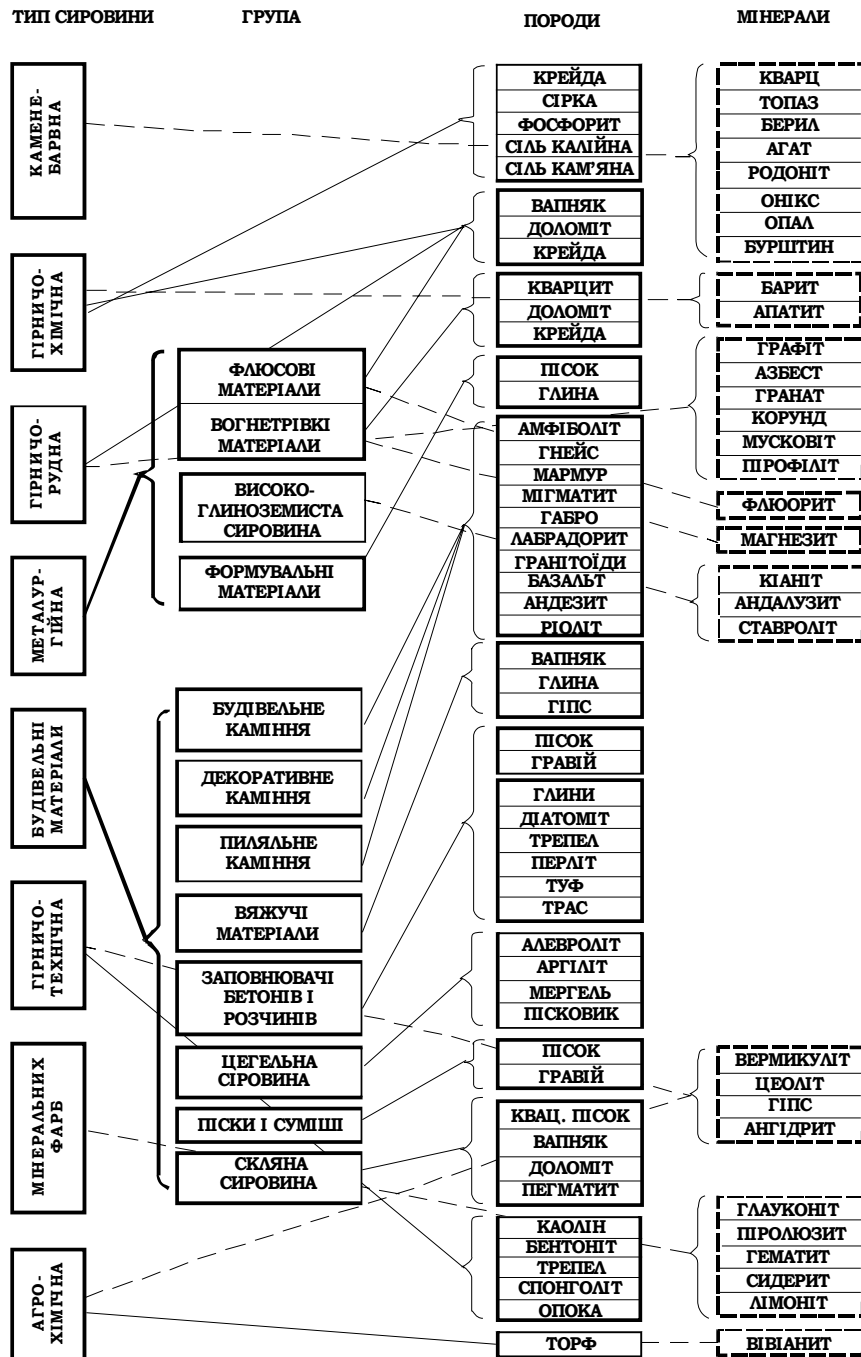 ТИП СИРОВИНИ
ГРУПА
ПОРОДИ
МІНЕРАЛИ
КАМЕНЕ-
БАРВНА
ГІРНИЧО-
ХІМІЧНА
ГІРНИЧО-
РУДНА
МЕТАЛУР-
ГІЙНА
БУДІВЕЛЬНІ
МАТЕРІАЛИ
ГІРНИЧО-
ТЕХНІЧНА
МІНЕРАЛЬНИХ
ФАРБ
АГРО-
ХІМІЧНА
ФЛЮСОВІ
МАТЕРІАЛИ
ВОГНЕТРІВКІ
МАТЕРІАЛИ
ВИСОКО-
ГЛИНОЗЕМИСТА
СИРОВИНА
ФОРМУВАЛЬНІ
МАТЕРІАЛИ
БУДІВЕЛЬНЕ
КАМІННЯ
ДЕКОРАТИВНЕ
КАМІННЯ
ПИЛЯЛЬНЕ
КАМІННЯ
ВЯЖУЧІ
МАТЕРІАЛИ
ЗАПОВНЮВАЧІ
БЕТОНІВ І
РОЗЧИНІВ
ЦЕГЕЛЬНА
СІРОВИНА
ПІСКИ І СУМІШІ
СКЛЯНА
СИРОВИНА
КРЕЙДА
СІРКА
ФОСФОРИТ
СІЛЬ КАЛІЙНА
СІЛЬ КАМ’ЯНА
ВАПНЯК
ДОЛОМІТ
КРЕЙДА
КВАРЦИТ
ДОЛОМІТ
КРЕЙДА
ПІСОК
ГЛИНА
АМФІБОЛІТ
ГНЕЙС
МАРМУР
МІГМАТИТ
ГАБРО
ЛАБРАДОРИТ
ГРАНІТОЇДИ
БАЗАЛЬТ
АНДЕЗИТ
РІОЛІТ
ВАПНЯК
ГЛИНА
ГІПС
ПІСОК
ГРАВІЙ
ГЛИНИ
ДІАТОМІТ
ТРЕПЕЛ
ПЕРЛІТ
ТУФ
ТРАС
АЛЕВРОЛІТ
АРГІЛІТ
МЕРГЕЛЬ
ПІСКОВИК
ПІСОК
ГРАВІЙ
КВАЦ. ПІСОК
ВАПНЯК
ДОЛОМІТ
ПЕГМАТИТ
КАОЛІН
БЕНТОНІТ
ТРЕПЕЛ
СПОНГОЛІТ
ОПОКА
ТОРФ
КВАРЦ
ТОПАЗ
БЕРИЛ
АГАТ
РОДОНІТ
ОНІКС
ОПАЛ
БУРШТИН
БАРИТ
АПАТИТ
ГРАФІТ
АЗБЕСТ
ГРАНАТ
КОРУНД
МУСКОВІТ
ПІРОФІЛІТ
ФЛЮОРИТ
МАГНЕЗИТ
КІАНІТ
АНДАЛУЗИТ
СТАВРОЛІТ
ВЕРМИКУЛІТ
ЦЕОЛІТ
ГІПС
АНГІДРИТ
ГЛАУКОНІТ
ПІРОЛЮЗИТ
ГЕМАТИТ
СИДЕРИТ
ЛІМОНІТ
ВІВІАНИТ